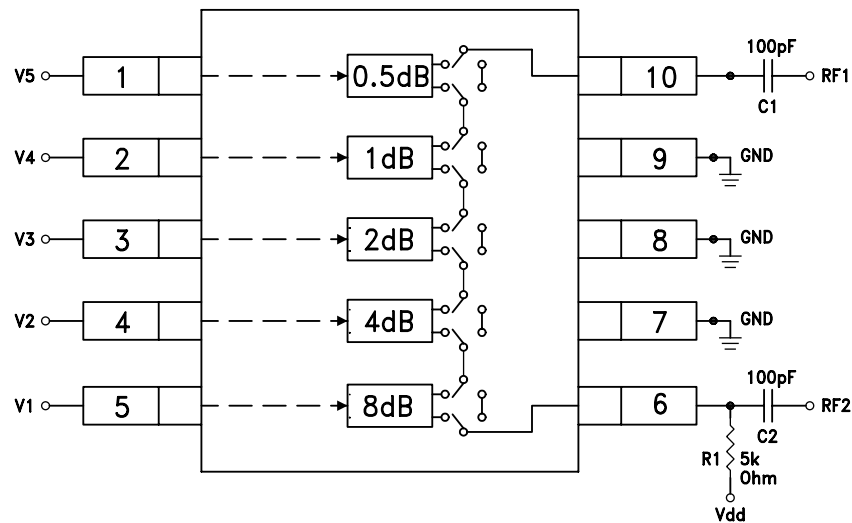 100pF
V5 1 0.5dB 10 RF1
C1
V4 2 1dB 9 GND
V3 3 2dB 8 GND
V2 4 4dB 7 GND
100pF
V1 5 8dB 6 RF2
C2
R1 5k
Ohm
Vdd